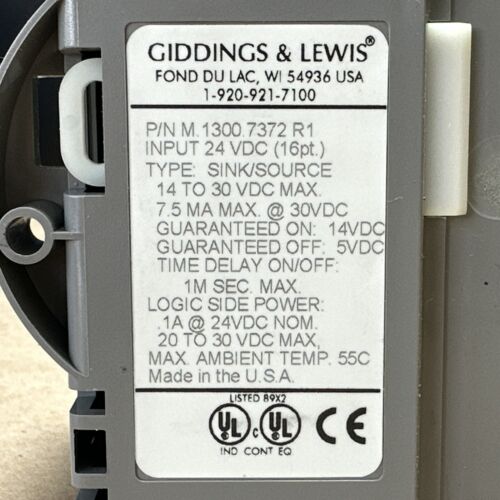 GIDDINGS & LEWIS®
FOND DU LAC, WI 54936 USA
1-920-921-7100
P/N M.1300.7372 R1
INPUT 24 VDC (16pt.)
TYPE: SINK/SOURCE
14 TO 30 VDC MAX.
7.5 MA MAX. @ 30VDC
GUARANTEED ON: 14VDC
GUARANTEED OFF: 5VDC
TIME DELAY ON/OFF:
1M SEC. MAX.
LOGIC SIDE POWER:
.1A @ 24VDC NOM.
20 TO 30 VDC MAX,
MAX. AMBIENT TEMP. 55C
Made in the U.S.A.
LISTED 89X2
UL c UL
IND CONT EQ